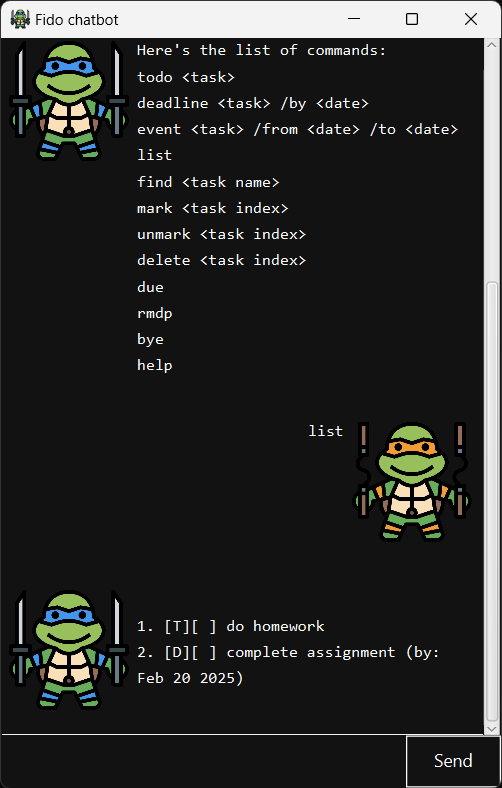 Fido chatbot
Here's the list of commands:
todo <task>
deadline <task> /by <date>
event <task> /from <date> /to <date>
list
find <task name>
mark <task index>
unmark <task index>
delete <task index>
due
rmdp
bye
help
list
1. [T][ ] do homework
2. [D][ ] complete assignment (by:
Feb 20 2025)
Send